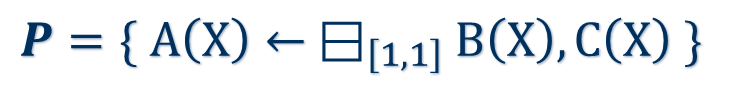 P = { A(X) ← ⊟[1,1] B(X), C(X) }